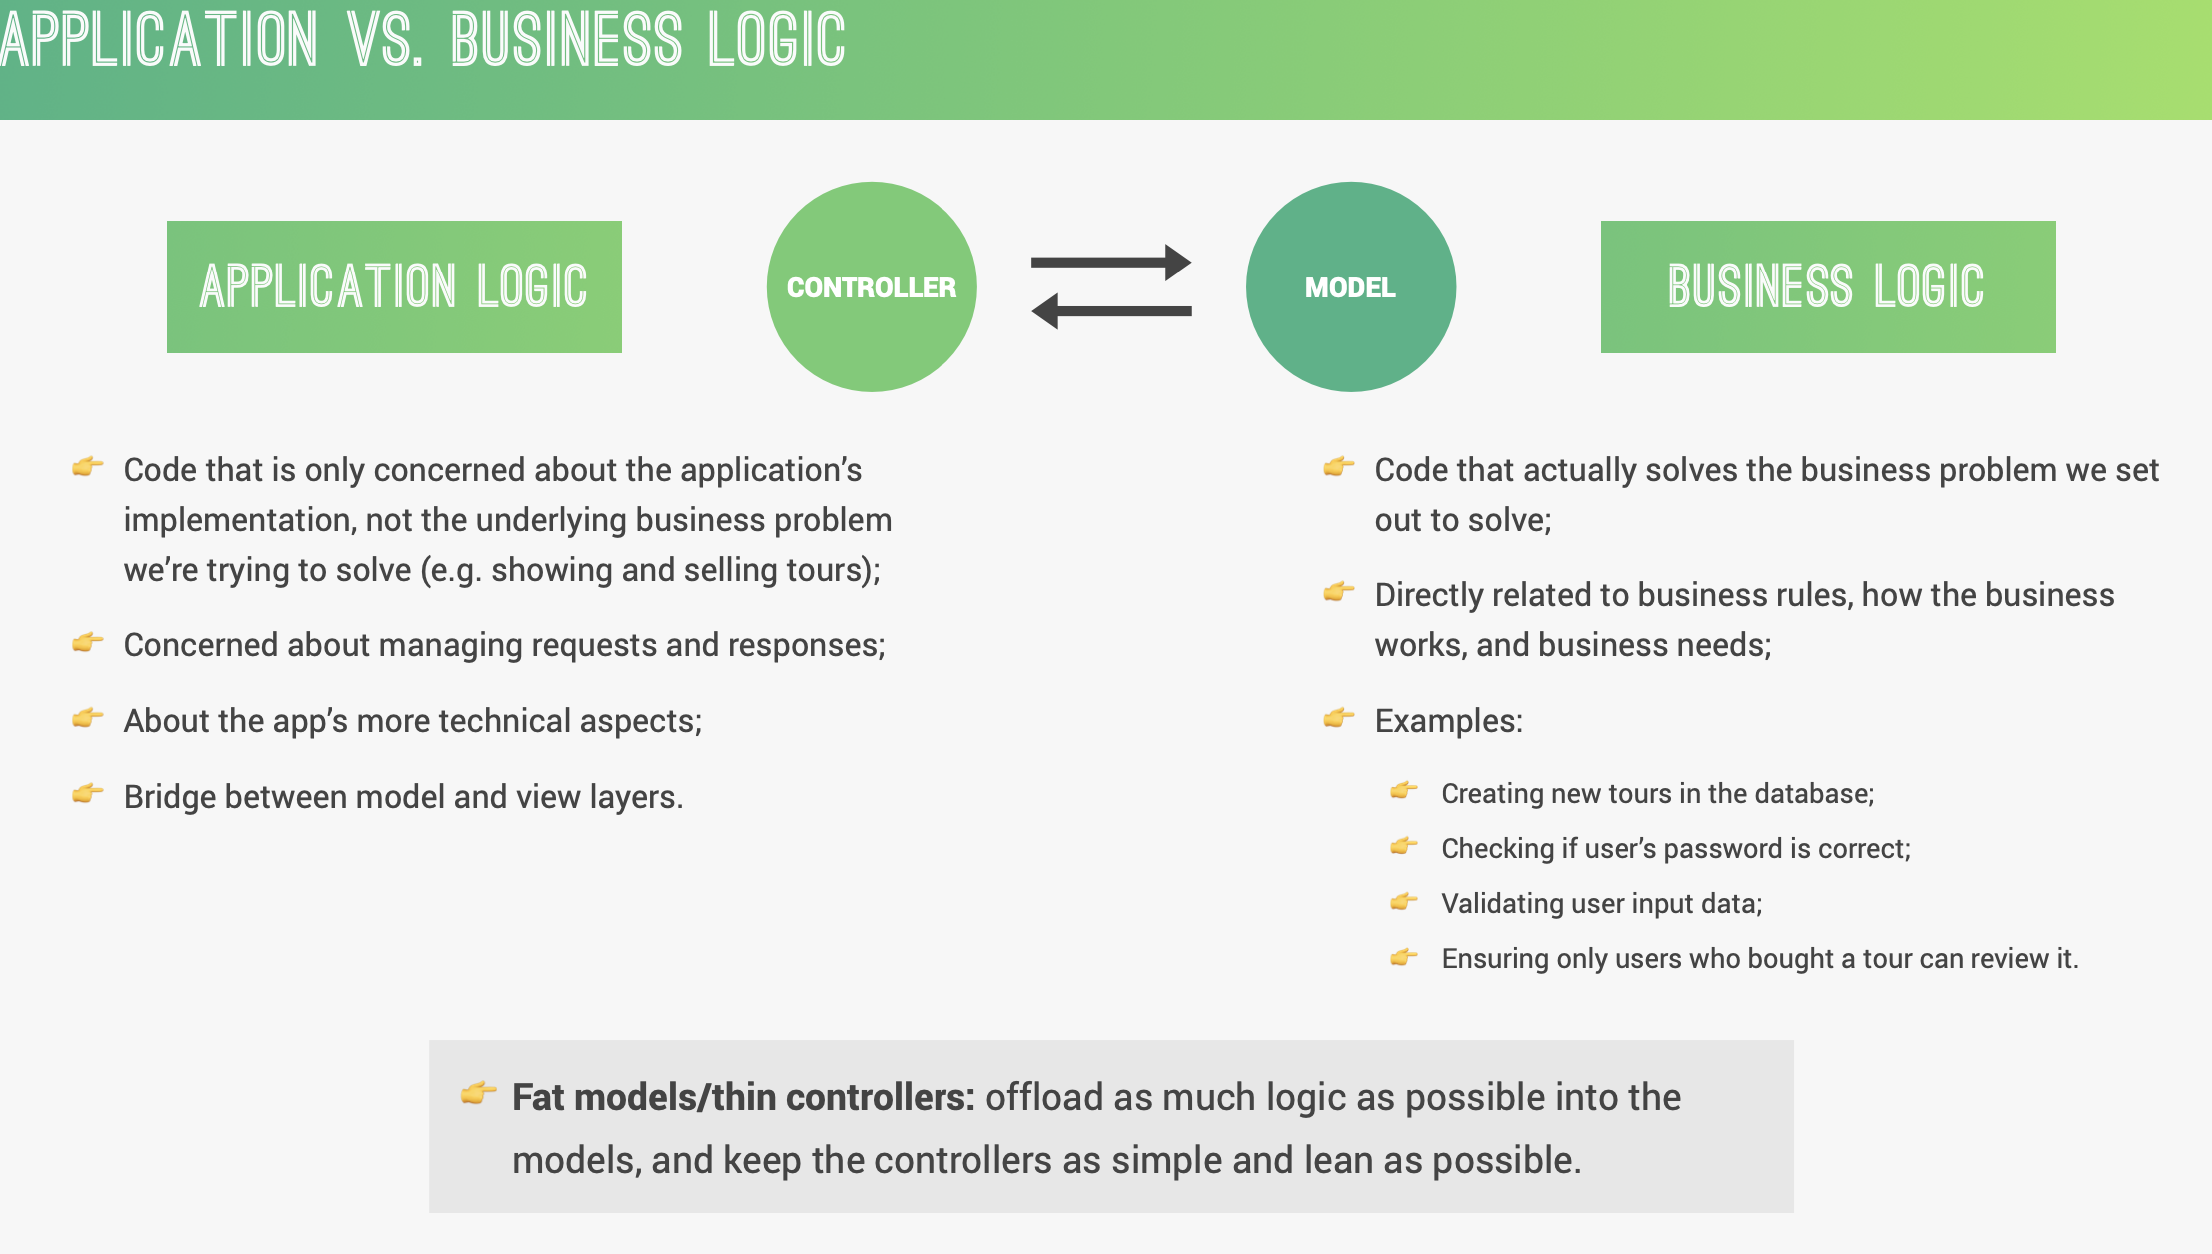 APPLICATION VS. BUSINESS LOGIC
APPLICATION LOGIC
CONTROLLER
MODEL
BUSINESS LOGIC
👉 Code that is only concerned about the application’s
implementation, not the underlying business problem
we’re trying to solve (e.g. showing and selling tours);
👉 Concerned about managing requests and responses;
👉 About the app’s more technical aspects;
👉 Bridge between model and view layers.
👉 Code that actually solves the business problem we set
out to solve;
👉 Directly related to business rules, how the business
works, and business needs;
👉 Examples:
👉 Creating new tours in the database;
👉 Checking if user’s password is correct;
👉 Validating user input data;
👉 Ensuring only users who bought a tour can review it.
👉 Fat models/thin controllers: offload as much logic as possible into the
models, and keep the controllers as simple and lean as possible.